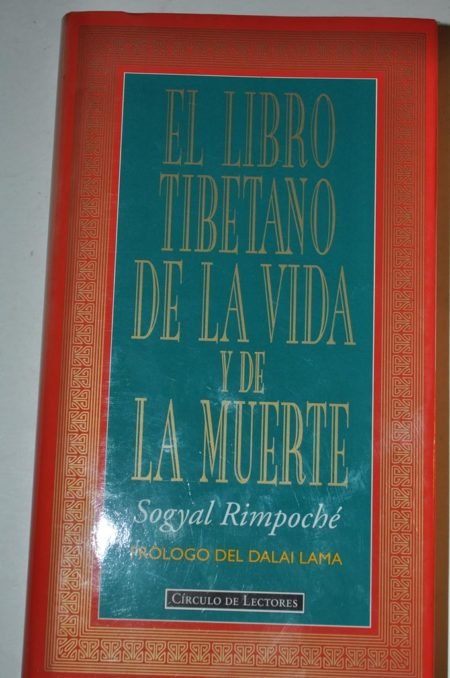 EL LIBRO
TIBETANO
DE LA VIDA
Y DE
LA MUERTE
Sogyal Rimpoché
PRÓLOGO DEL DALAI LAMA
CÍRCULO DE LECTORES